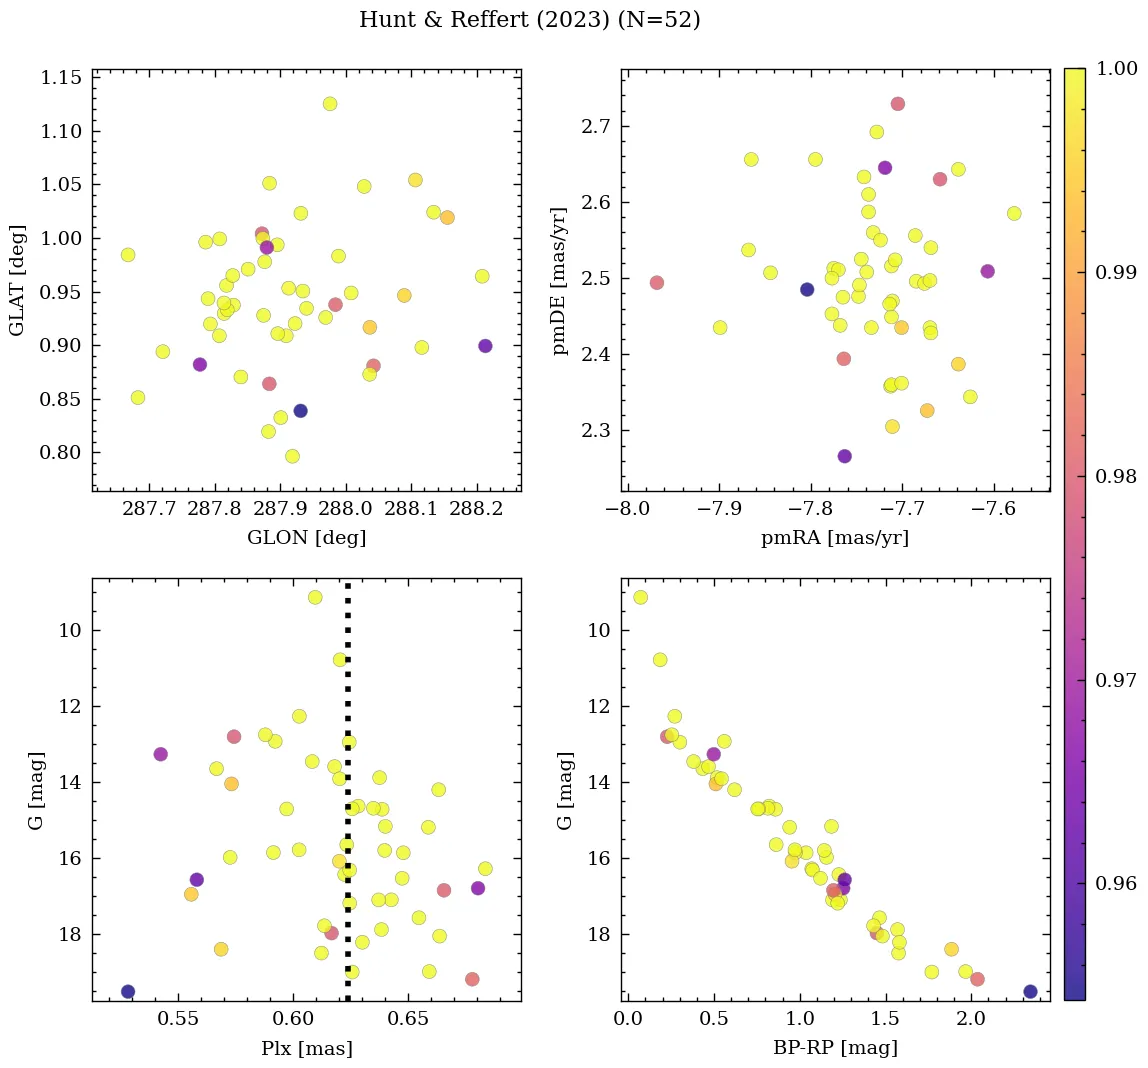 Hunt & Reffert (2023) (N=52)
1.15
1.10
1.05
1.00
0.95
0.90
0.85
0.80
GLAT [deg]
287.7 287.8 287.9 288.0 288.1 288.2
GLON [deg]
2.7
2.6
2.5
2.4
2.3
pmDE [mas/yr]
−8.0 −7.9 −7.8 −7.7 −7.6
pmRA [mas/yr]
1.00
0.99
0.98
0.97
0.96
10
12
14
16
18
G [mag]
0.55 0.60 0.65
Plx [mas]
10
12
14
16
18
G [mag]
0.0 0.5 1.0 1.5 2.0
BP-RP [mag]